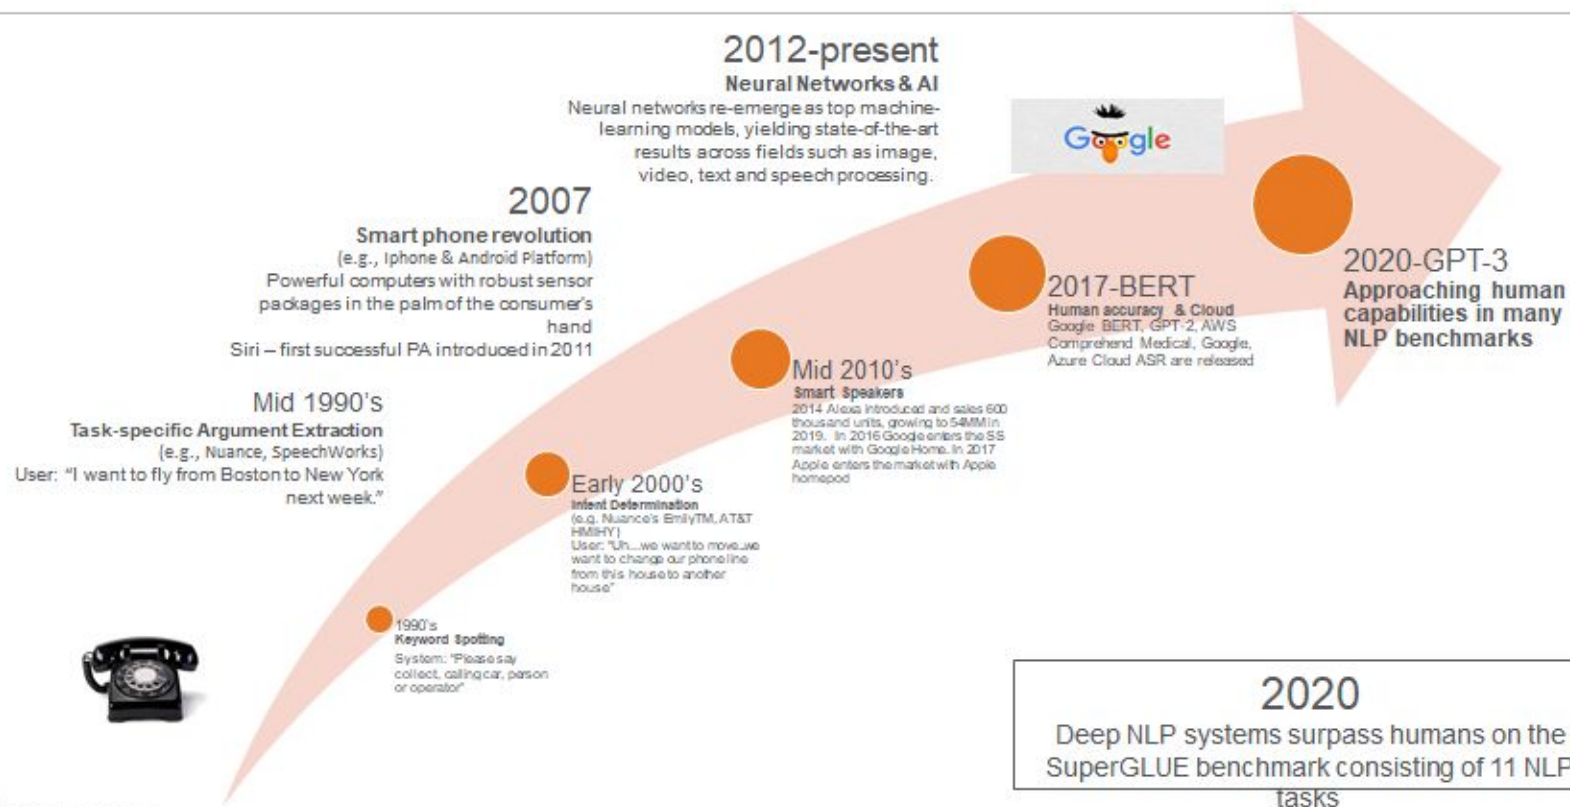 2012-present
Neural Networks & AI
Neural networks re-emerge as top machine-
learning models, yielding state-of-the-art
results across fields such as image,
video, text and speech processing.
Google
2007
Smart phone revolution
(e.g., Iphone & Android Platform)
Powerful computers with robust sensor
packages in the palm of the consumer's
hand
Siri – first successful PA introduced in 2011
2020-GPT-3
Approaching human
capabilities in many
NLP benchmarks
2017-BERT
Human accuracy & Cloud
Google BERT, GPT-2, AWS
Comprehend Medical, Google,
Azure Cloud ASR are released
Mid 2010's
Smart Speakers
2014 Alexa introduced and sales 600
thousand units, growing to 54MM in
2019. In 2016 Google enters the SS
market with Google Home. In 2017
Apple enters the market with Apple
homepod
Mid 1990's
Task-specific Argument Extraction
(e.g., Nuance, SpeechWorks)
User: “I want to fly from Boston to New York
next week.”
Early 2000's
Intent Determination
(e.g. Nuance's EmilyTM, AT&T
HMIHY)
User: “Uh...we want to move..we
want to change our phone line
from this house to another
house”
1990's
Keyword Spotting
System: “Please say
collect, calling car, person
or operator”
2020
Deep NLP systems surpass humans on the
SuperGLUE benchmark consisting of 11 NLP
tasks